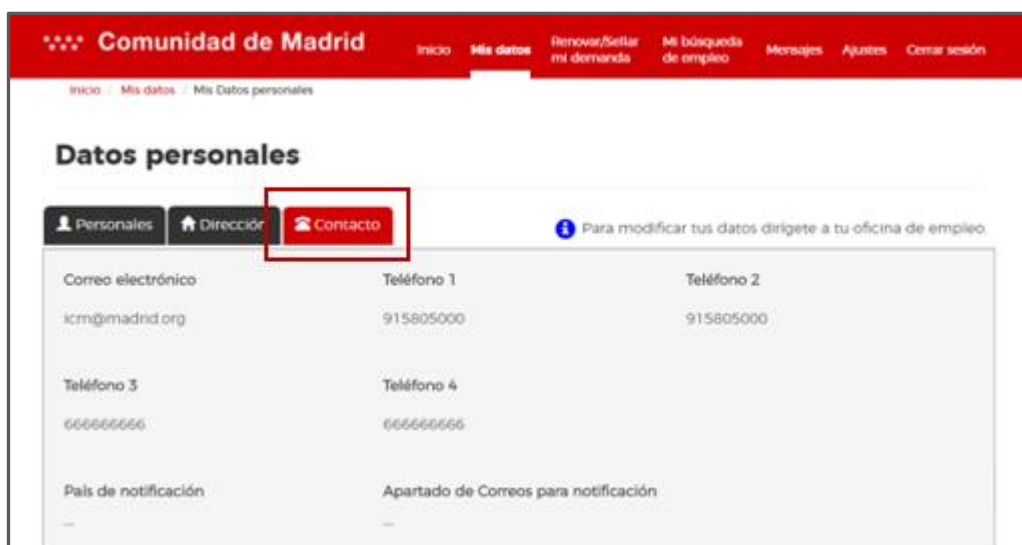 Comunidad de Madrid
Inicio Mis datos Renovar/Sellar mi demanda Mi búsqueda de empleo Mensajes Ajustes Cerrar sesión
Inicio / Mis datos / Mis Datos personales
Datos personales
Personales Dirección Contacto Para modificar tus datos dirígete a tu oficina de empleo.
Correo electrónico Teléfono 1 Teléfono 2
icm@madrid.org 915805000 915805000
Teléfono 3 Teléfono 4
666666666 666666666
País de notificación Apartado de Correos para notificación
-- --